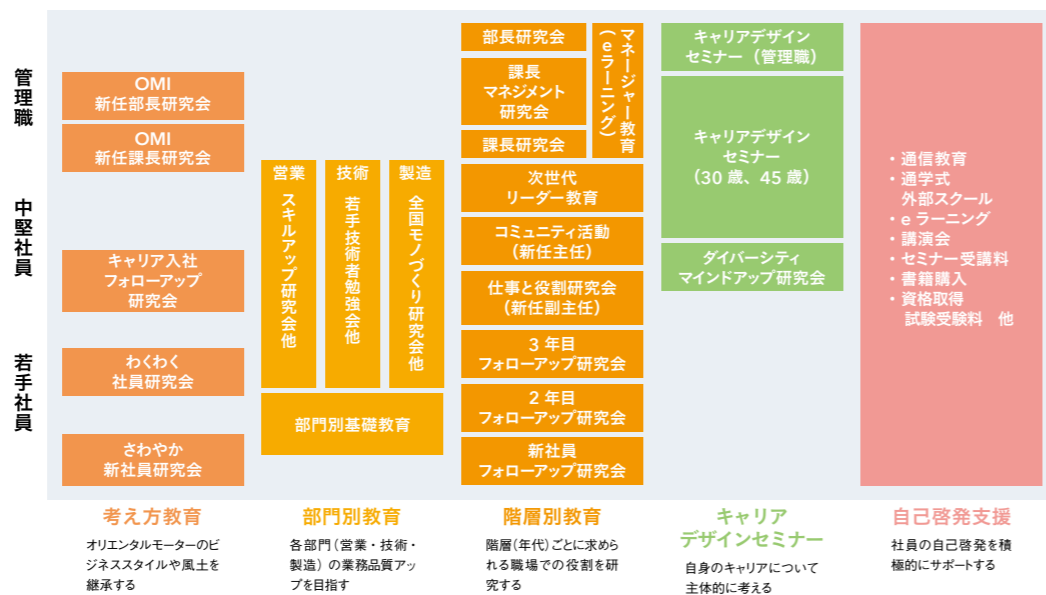 管理職
中堅社員
若手社員
OMI
新任部長研究会
OMI
新任課長研究会
キャリア入社
フォローアップ
研究会
わくわく
社員研究会
さわやか
新社員研究会
営業
スキルアップ研究会他
技術
若手技術者勉強会他
製造
全国モノづくり研究会他
部門別基礎教育
部長研究会
課長
マネジメント
研究会
課長研究会
マネージャー教育
(eラーニング)
次世代
リーダー教育
コミュニティ活動
(新任主任)
仕事と役割研究会
(新任副主任)
3年目
フォローアップ研究会
2年目
フォローアップ研究会
新社員
フォローアップ研究会
キャリアデザイン
セミナー(管理職)
キャリアデザイン
セミナー
(30歳、45歳)
ダイバーシティ
マインドアップ研究会
・通信教育
・通学式
外部スクール
・eラーニング
・講演会
・セミナー受講料
・書籍購入
・資格取得
試験受験料 他
考え方教育
オリエンタルモーターのビ
ジネススタイルや風土を
継承する
部門別教育
各部門(営業・技術・
製造)の業務品質アッ
プを目指す
階層別教育
階層(年代)ごとに求めら
れる職場での役割を研
究する
キャリア
デザインセミナー
自身のキャリアについて
主体的に考える
自己啓発支援
社員の自己啓発を積
極的にサポートする